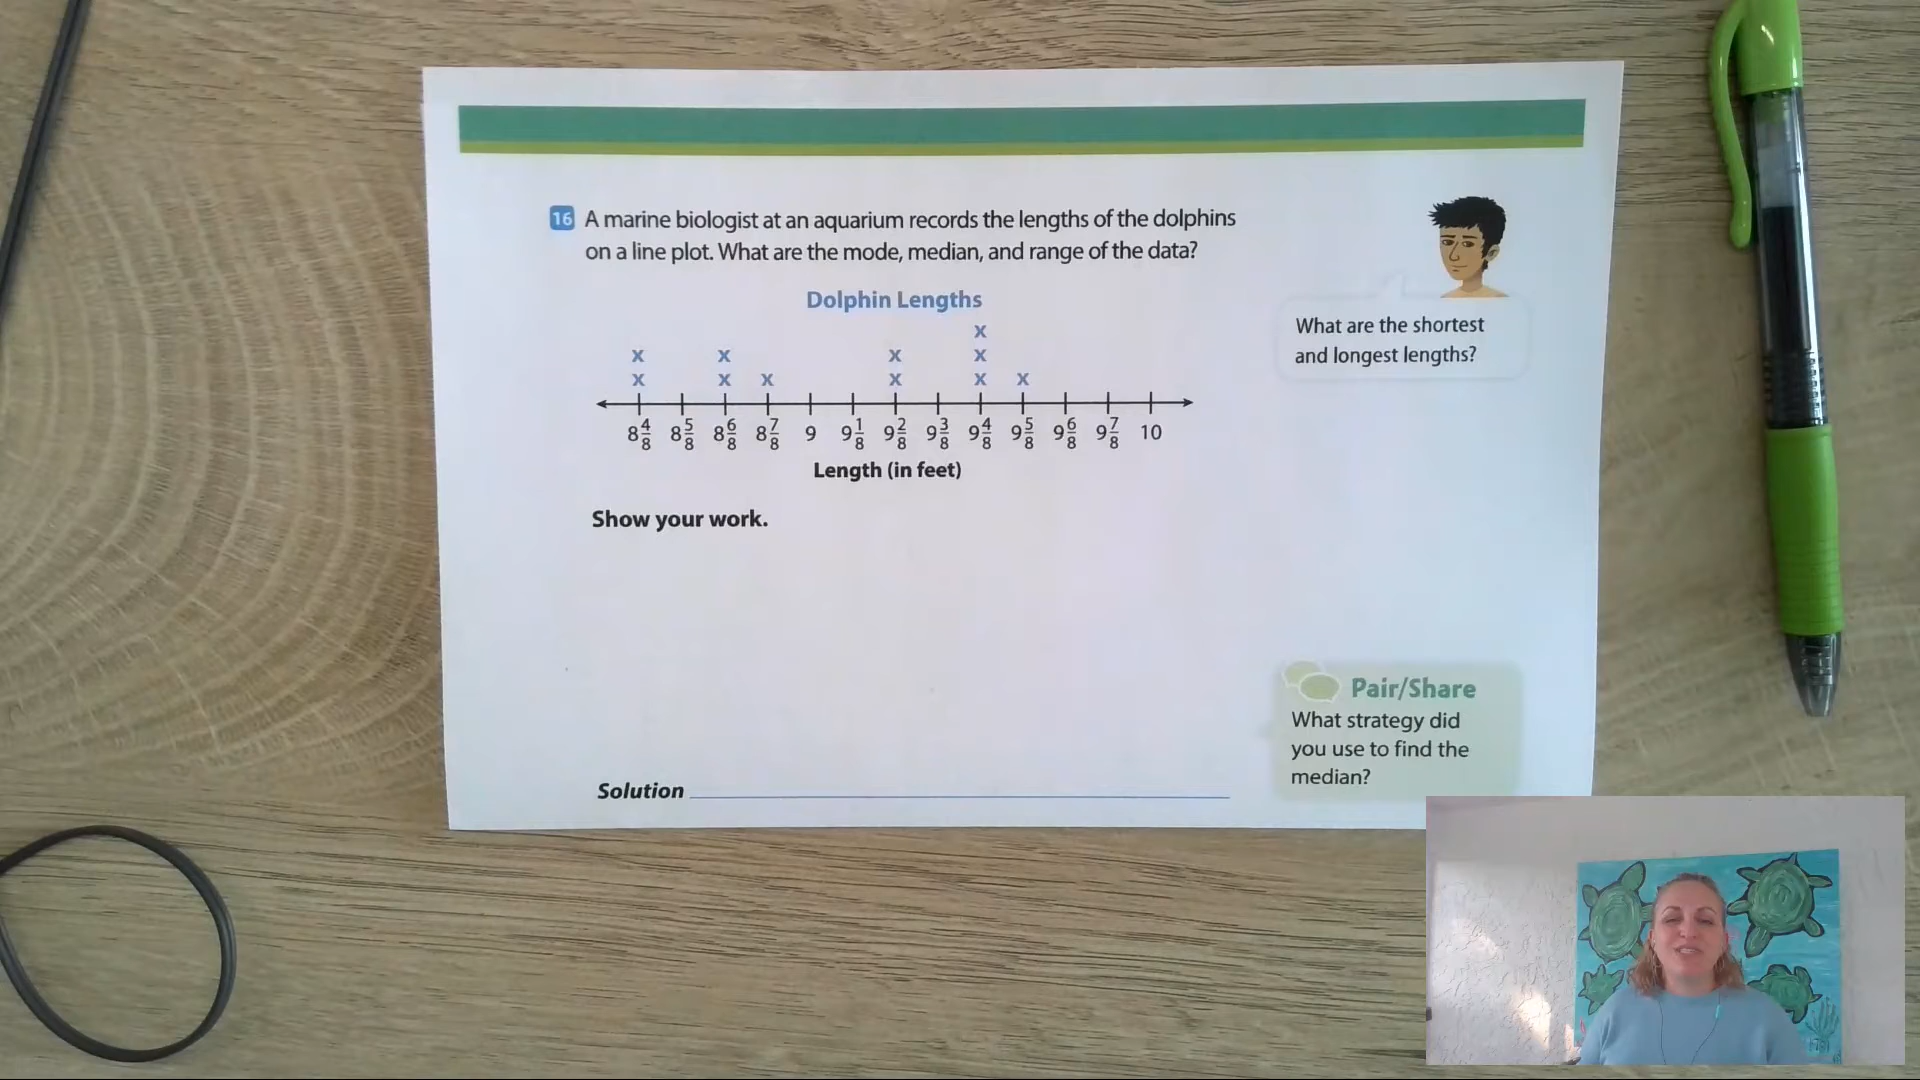 16 A marine biologist at an aquarium records the lengths of the dolphins
on a line plot. What are the mode, median, and range of the data?
Dolphin Lengths
x
x x x x
x x x x x x
8 4/8 8 5/8 8 6/8 8 7/8 9 9 1/8 9 2/8 9 3/8 9 4/8 9 5/8 9 6/8 9 7/8 10
Length (in feet)
What are the shortest
and longest lengths?
Show your work.
Pair/Share
What strategy did
you use to find the
median?
Solution